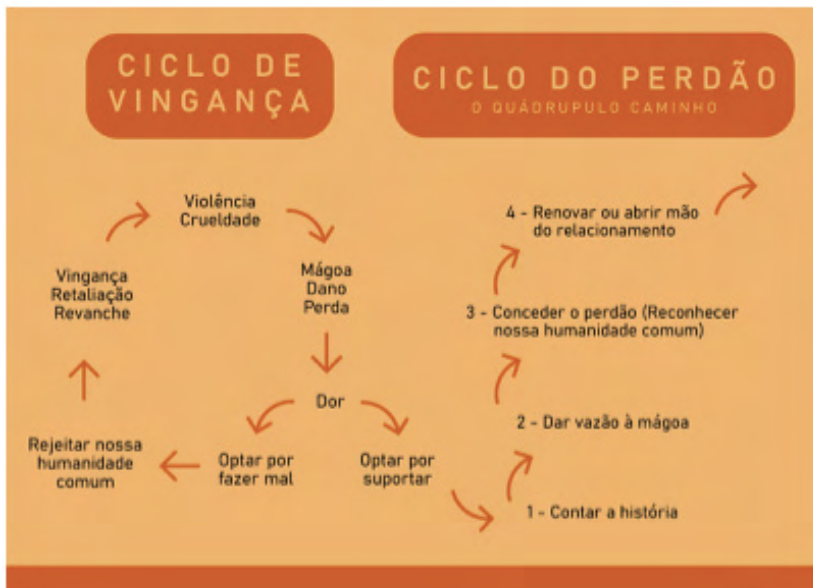 CICLO DE
VINGANÇA
CICLO DO PERDÃO
O QUÁDRUPULO CAMINHO
Violência
Crueldade
Mágoa
Dano
Perda
Dor
Optar por
fazer mal
Rejeitar nossa
humanidade
comum
Vingança
Retaliação
Revanche
Optar por
suportar
1 - Contar a história
2 - Dar vazão à mágoa
3 - Conceder o perdão (Reconhecer
nossa humanidade comum)
4 - Renovar ou abrir mão
do relacionamento